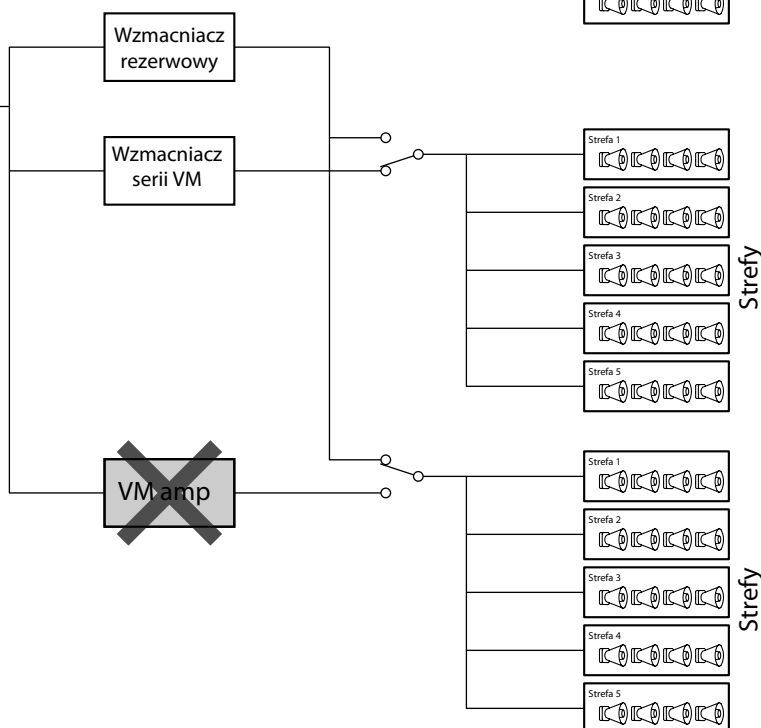 Wzmacniacz
rezerwowy
Wzmacniacz
serii VM
Strefa 1
Strefa 2
Strefa 3
Strefa 4
Strefa 5
Strefy
VM amp
Strefa 1
Strefa 2
Strefa 3
Strefa 4
Strefa 5
Strefy